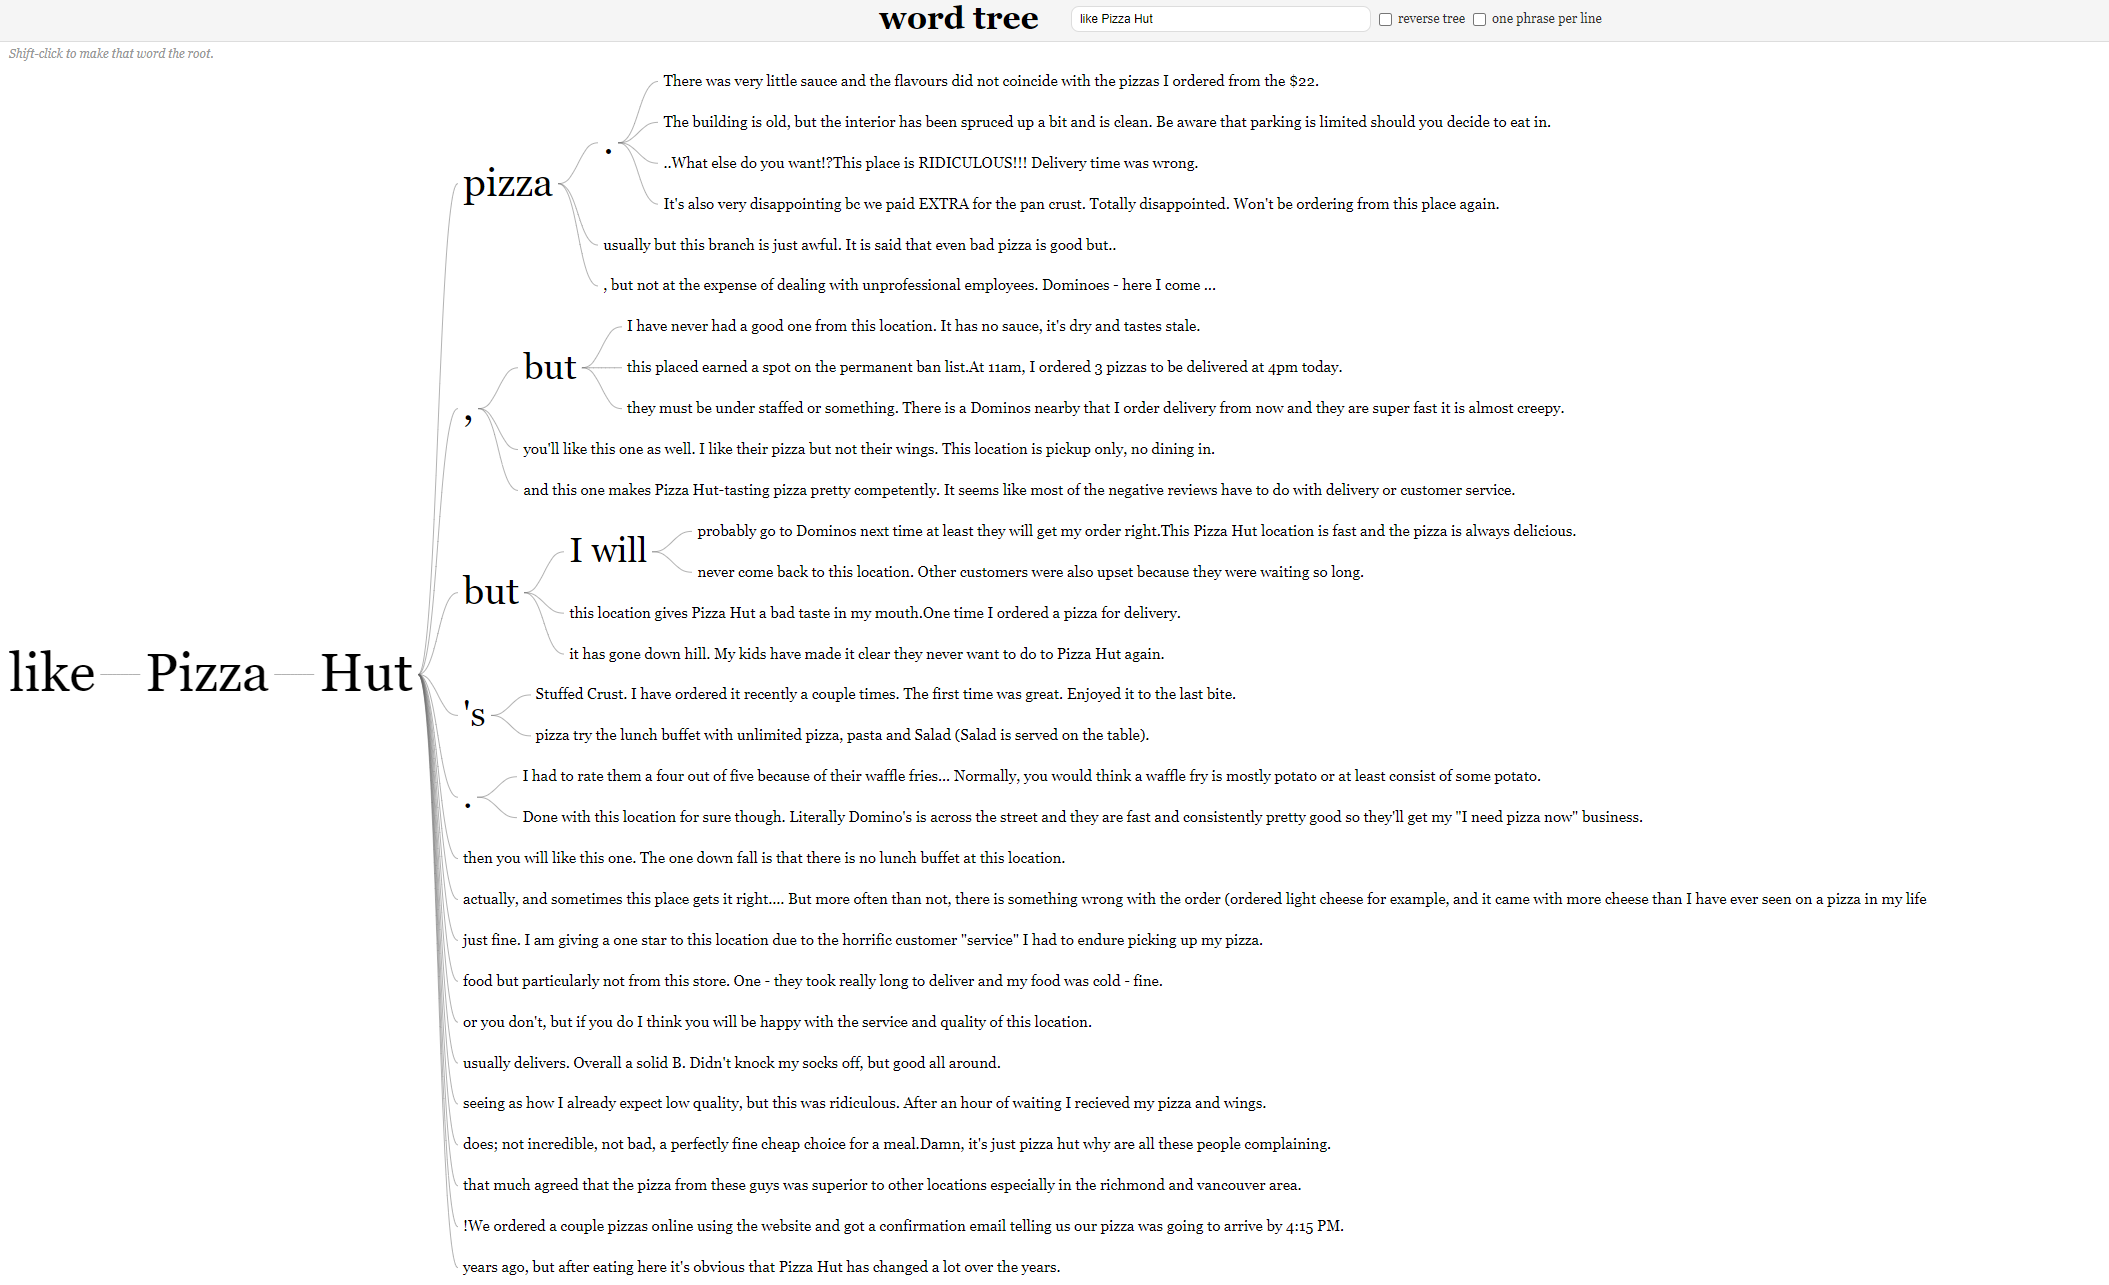 word tree
like Pizza Hut
reverse tree
one phrase per line
Shift-click to make that word the root.
like Pizza Hut
pizza
.
There was very little sauce and the flavours did not coincide with the pizzas I ordered from the $22.
The building is old, but the interior has been spruced up a bit and is clean. Be aware that parking is limited should you decide to eat in.
..What else do you want!?This place is RIDICULOUS!!! Delivery time was wrong.
It's also very disappointing bc we paid EXTRA for the pan crust. Totally disappointed. Won't be ordering from this place again.
usually but this branch is just awful. It is said that even bad pizza is good but..
, but not at the expense of dealing with unprofessional employees. Dominoes - here I come ...
,
but
I have never had a good one from this location. It has no sauce, it's dry and tastes stale.
this placed earned a spot on the permanent ban list.At 11am, I ordered 3 pizzas to be delivered at 4pm today.
they must be under staffed or something. There is a Dominos nearby that I order delivery from now and they are super fast it is almost creepy.
you'll like this one as well. I like their pizza but not their wings. This location is pickup only, no dining in.
and this one makes Pizza Hut-tasting pizza pretty competently. It seems like most of the negative reviews have to do with delivery or customer service.
but
I will
probably go to Dominos next time at least they will get my order right.This Pizza Hut location is fast and the pizza is always delicious.
never come back to this location. Other customers were also upset because they were waiting so long.
this location gives Pizza Hut a bad taste in my mouth.One time I ordered a pizza for delivery.
it has gone down hill. My kids have made it clear they never want to do to Pizza Hut again.
's
Stuffed Crust. I have ordered it recently a couple times. The first time was great. Enjoyed it to the last bite.
pizza try the lunch buffet with unlimited pizza, pasta and Salad (Salad is served on the table).
.
I had to rate them a four out of five because of their waffle fries... Normally, you would think a waffle fry is mostly potato or at least consist of some potato.
Done with this location for sure though. Literally Domino's is across the street and they are fast and consistently pretty good so they'll get my "I need pizza now" business.
then you will like this one. The one down fall is that there is no lunch buffet at this location.
actually, and sometimes this place gets it right.... But more often than not, there is something wrong with the order (ordered light cheese for example, and it came with more cheese than I have ever seen on a pizza in my life
just fine. I am giving a one star to this location due to the horrific customer "service" I had to endure picking up my pizza.
food but particularly not from this store. One - they took really long to deliver and my food was cold - fine.
or you don't, but if you do I think you will be happy with the service and quality of this location.
usually delivers. Overall a solid B. Didn't knock my socks off, but good all around.
seeing as how I already expect low quality, but this was ridiculous. After an hour of waiting I recieved my pizza and wings.
does; not incredible, not bad, a perfectly fine cheap choice for a meal.Damn, it's just pizza hut why are all these people complaining.
that much agreed that the pizza from these guys was superior to other locations especially in the richmond and vancouver area.
!We ordered a couple pizzas online using the website and got a confirmation email telling us our pizza was going to arrive by 4:15 PM.
years ago, but after eating here it's obvious that Pizza Hut has changed a lot over the years.